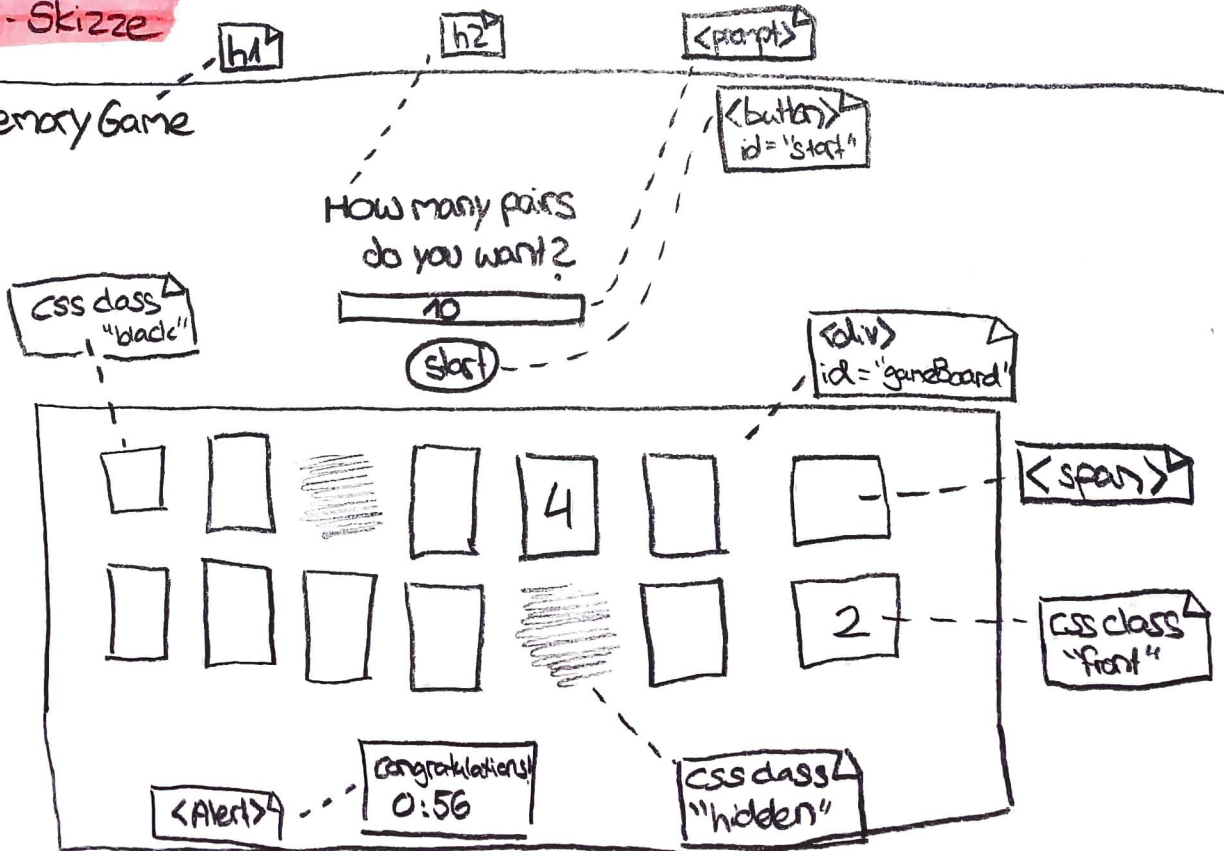 - Skizze
h1
h2
<prompt>
emory Game
<button>
id="start"
How many pairs
do you want?
10
start
css class
"black"
<div>
id="gameBoard"
4
<span>
2
css class
"front"
congratulations!
0:56
<Alert>
css class
"hidden"